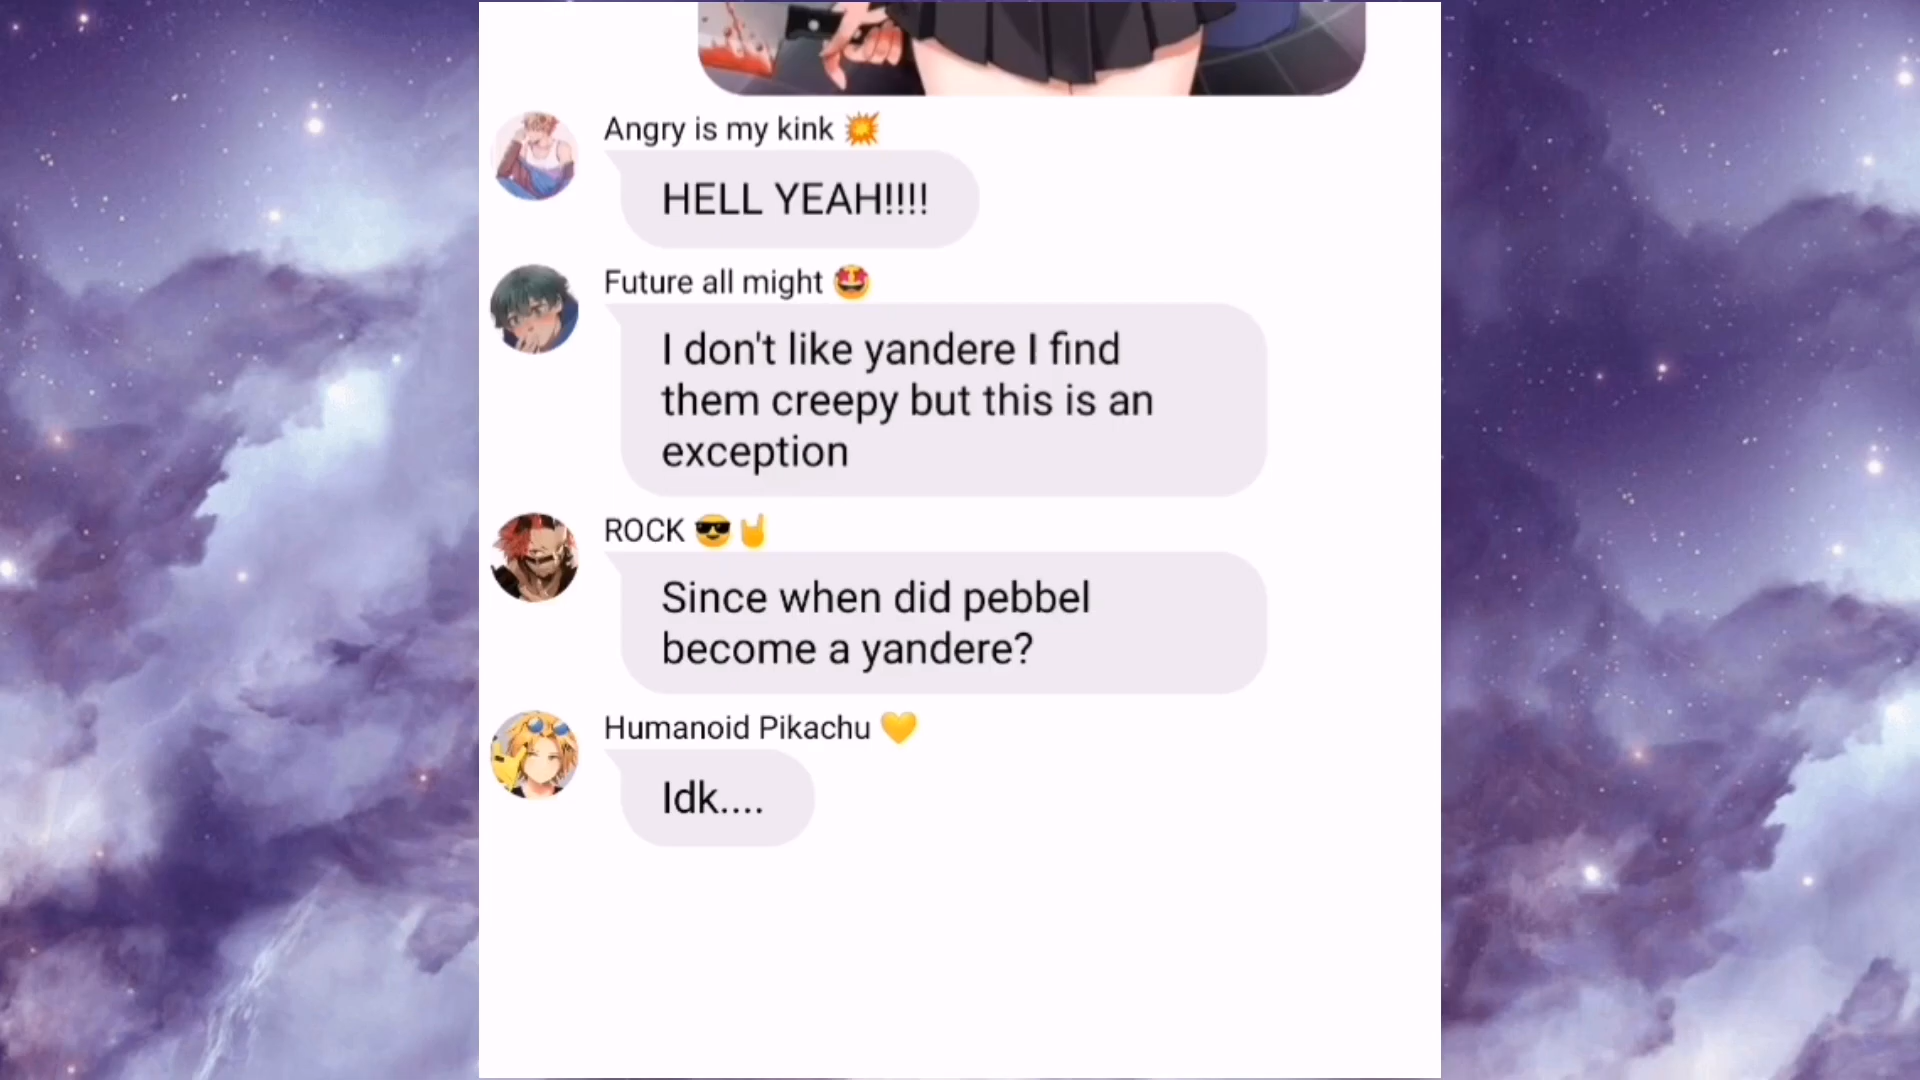 Angry is my kink 💥
HELL YEAH!!!!
Future all might 🤩
I don't like yandere I find
them creepy but this is an
exception
ROCK 😎🤘
Since when did pebbel
become a yandere?
Humanoid Pikachu 💛
Idk....